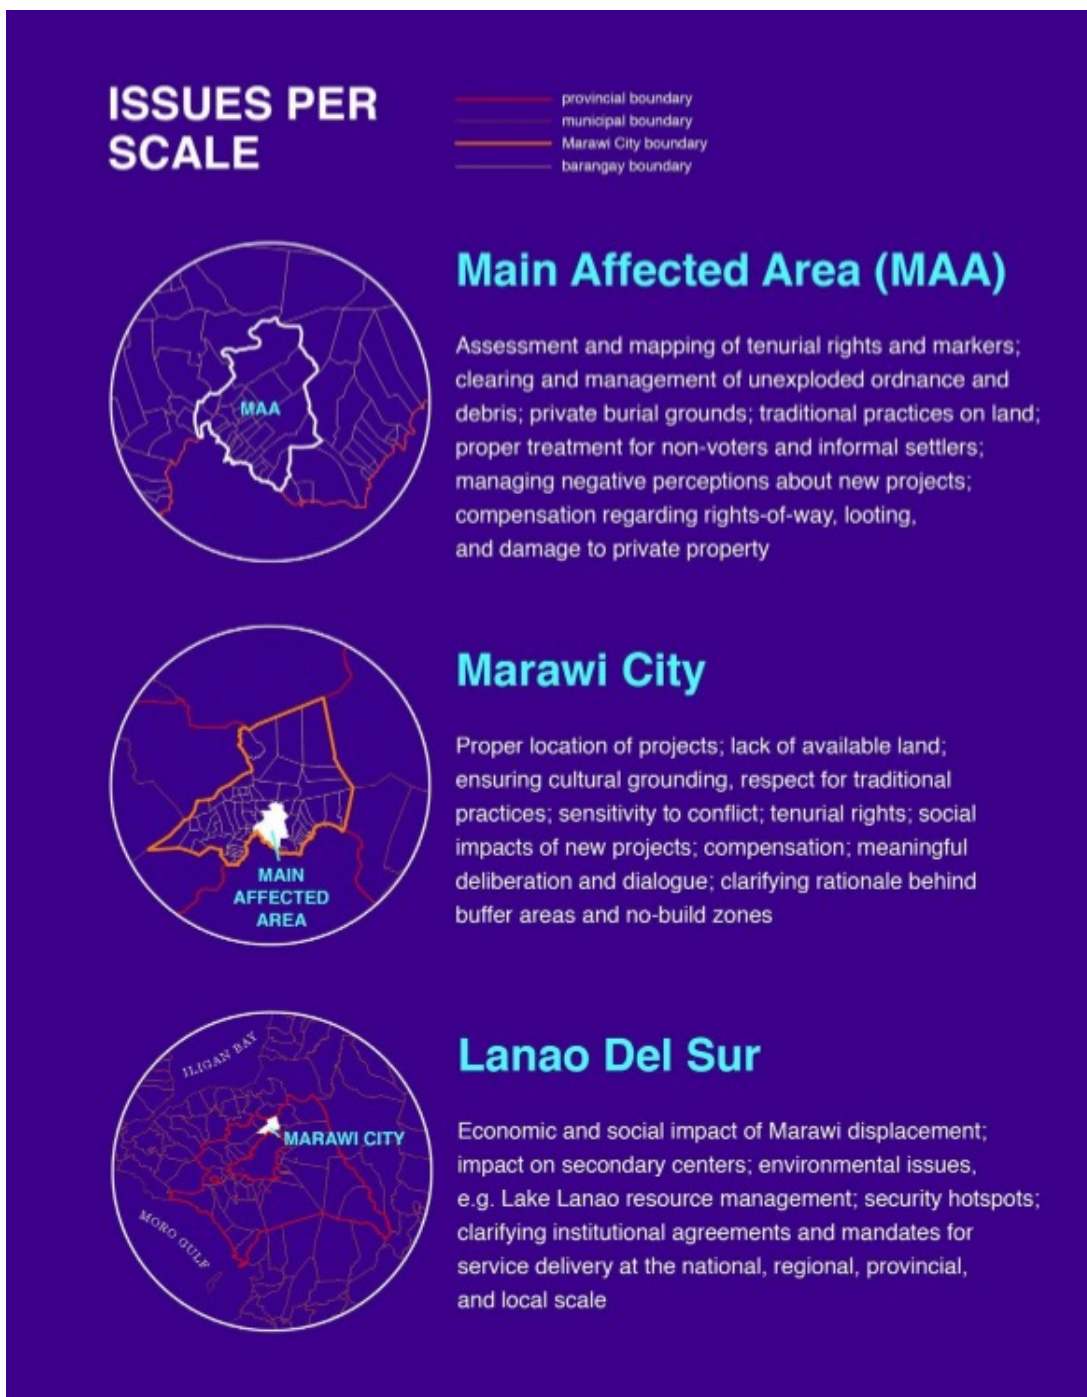 ISSUES PER
SCALE
provincial boundary
municipal boundary
Marawi City boundary
barangay boundary
Main Affected Area (MAA)
MAA
Assessment and mapping of tenurial rights and markers;
clearing and management of unexploded ordnance and
debris; private burial grounds; traditional practices on land;
proper treatment for non-voters and informal settlers;
managing negative perceptions about new projects;
compensation regarding rights-of-way, looting,
and damage to private property
Marawi City
Proper location of projects; lack of available land;
ensuring cultural grounding, respect for traditional
practices; sensitivity to conflict; tenurial rights; social
impacts of new projects; compensation; meaningful
deliberation and dialogue; clarifying rationale behind
buffer areas and no-build zones
MAIN
AFFECTED
AREA
Lanao Del Sur
ILIGAN BAY
MARAWI CITY
MORO GULF
Economic and social impact of Marawi displacement;
impact on secondary centers; environmental issues,
e.g. Lake Lanao resource management; security hotspots;
clarifying institutional agreements and mandates for
service delivery at the national, regional, provincial,
and local scale